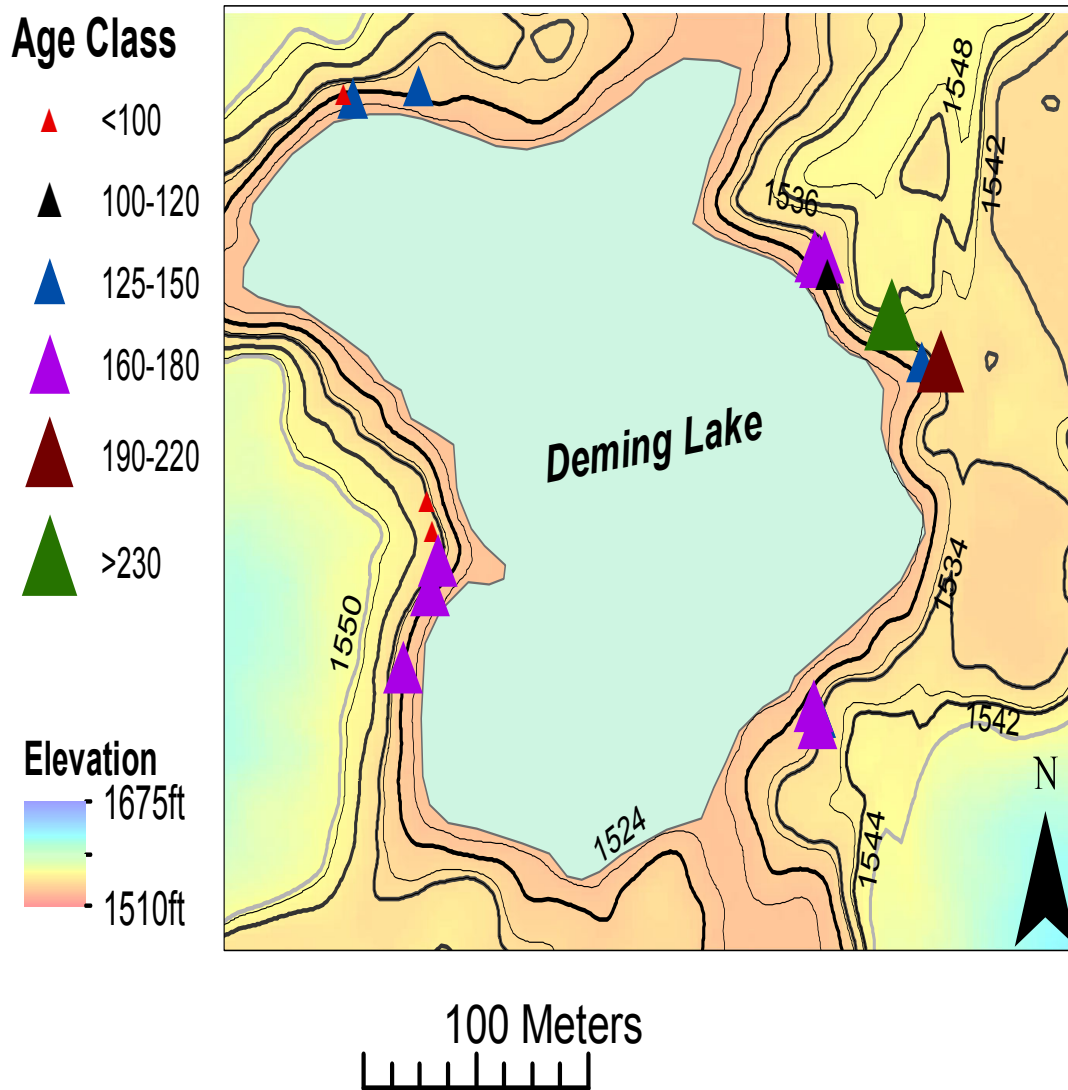 Age Class
<100
100-120
125-150
160-180
190-220
>230
Elevation
1675ft
1510ft
1548
1542
1536
Deming Lake
1534
1550
1542
1524
1544
N
100 Meters